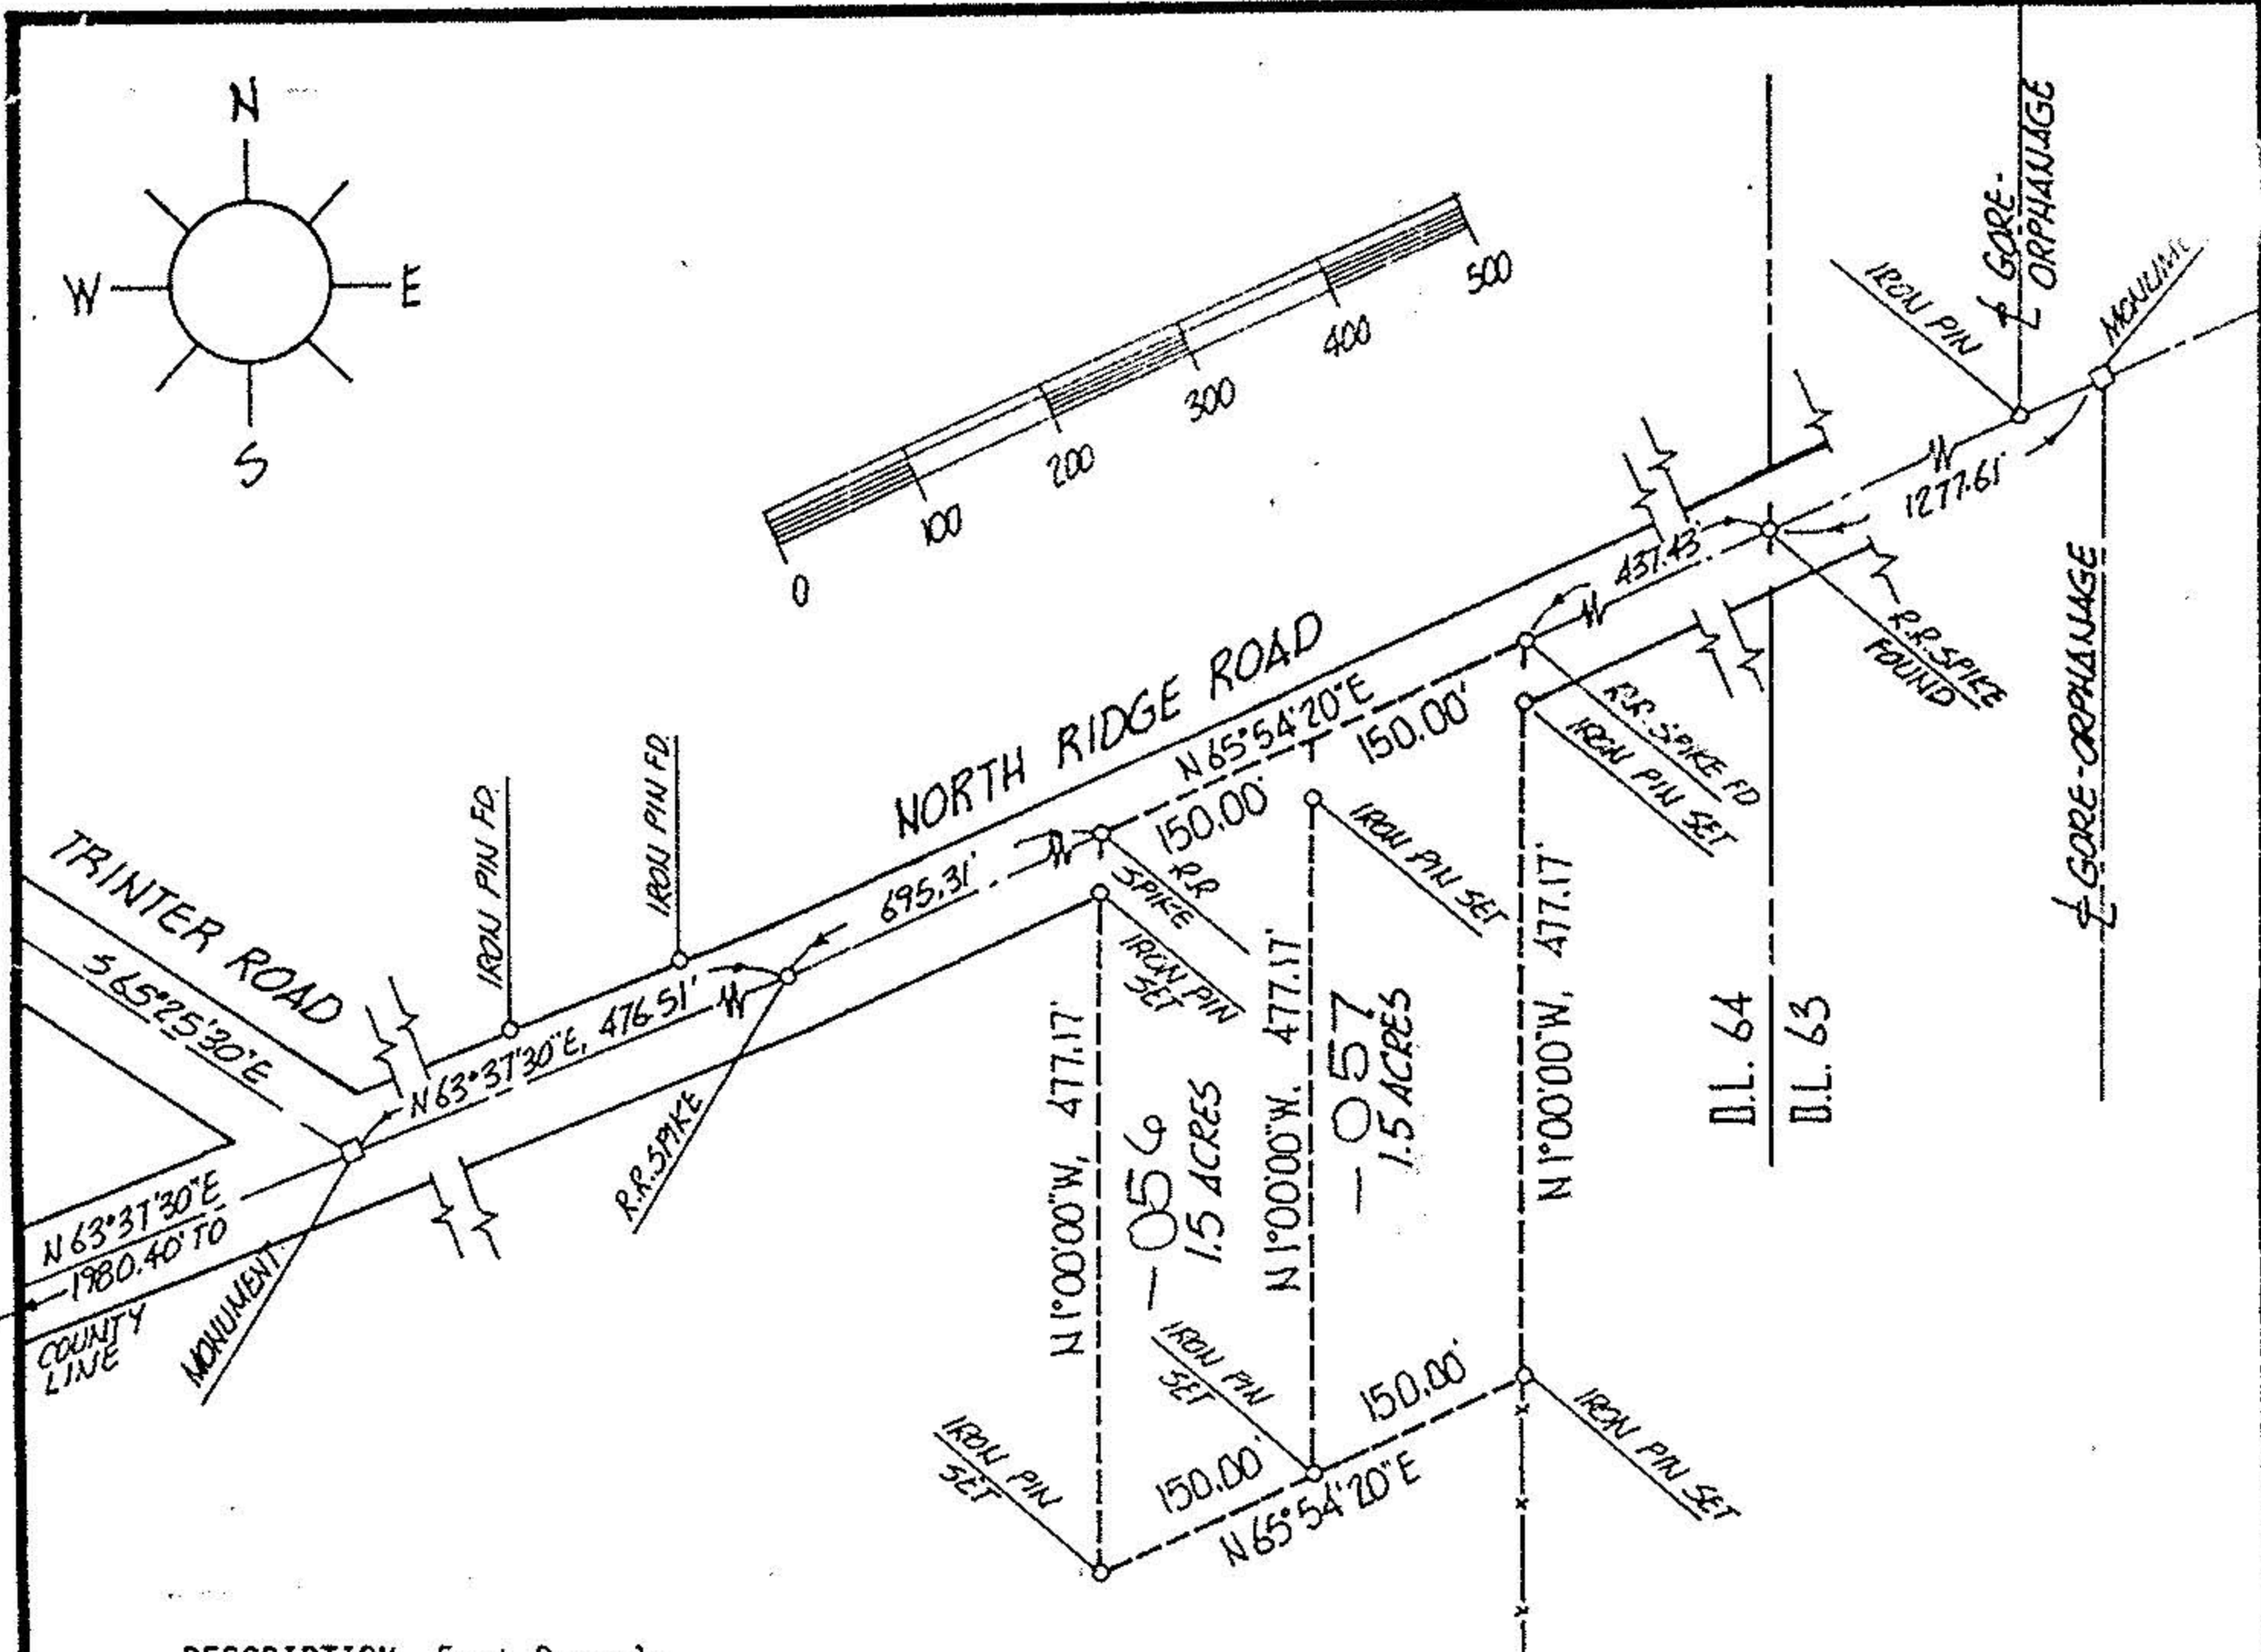 N
W
E
S
0
100
200
300
400
500
℄ GORE-
ORPHANAGE
IRON PIN
1277.61'
437.43'
R.R. SPIKE
FOUND
℄ GORE-ORPHANAGE
NORTH RIDGE ROAD
N 65°54'20"E
150.00'
150.00'
R.R. SPIKE FD
IRON PIN SET
IRON PIN SET
RR
SPIKE
IRON PIN
SET
695.31'
IRON PIN FD.
IRON PIN FD.
TRINTER ROAD
S 65°25'30"E
N 63°37'30"E, 476.51'
R.R. SPIKE
N 63°37'30"E
1980.40' TO
COUNTY
LINE
MONUMENT
N 1°00'00"W, 477.17'
-056
1.5 ACRES
N 1°00'00"W. 477.17'
-057
1.5 ACRES
N 1°00'00"W, 477.17'
D.L. 64
D.L. 63
IRON PIN
SET
IRON PIN
SET
150.00'
150.00'
N 65°54'20"E
IRON PIN SET